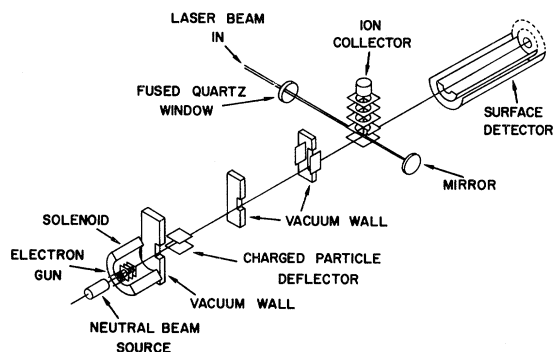 LASER BEAM
IN
ION
COLLECTOR
FUSED QUARTZ
WINDOW
SURFACE
DETECTOR
MIRROR
VACUUM WALL
SOLENOID
ELECTRON
GUN
CHARGED PARTICLE
DEFLECTOR
VACUUM WALL
NEUTRAL BEAM
SOURCE